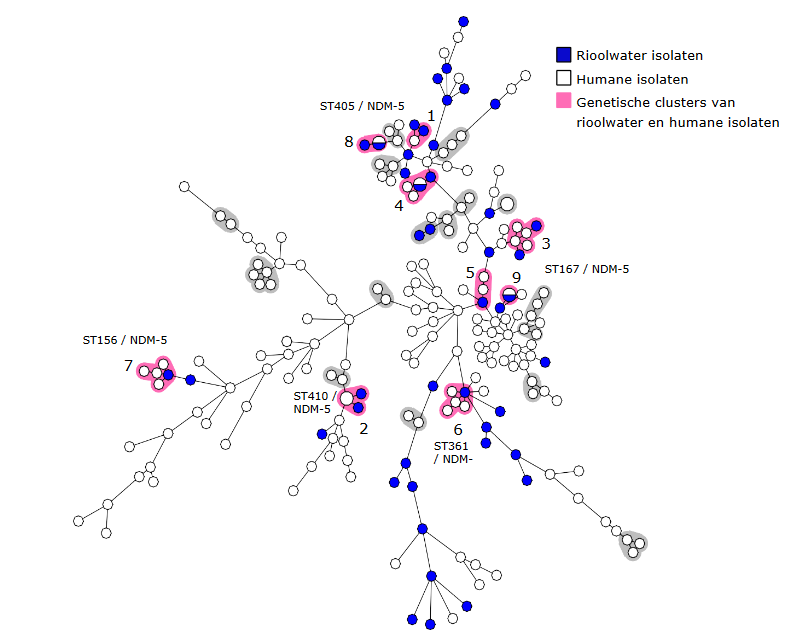 Rioolwater isolaten
Humane isolaten
Genetische clusters van
rioolwater en humane isolaten
ST405 / NDM-5
1
8
4
3
5
9
ST167 / NDM-5
ST156 / NDM-5
7
ST410 /
NDM-5
2
6
ST361
/ NDM-